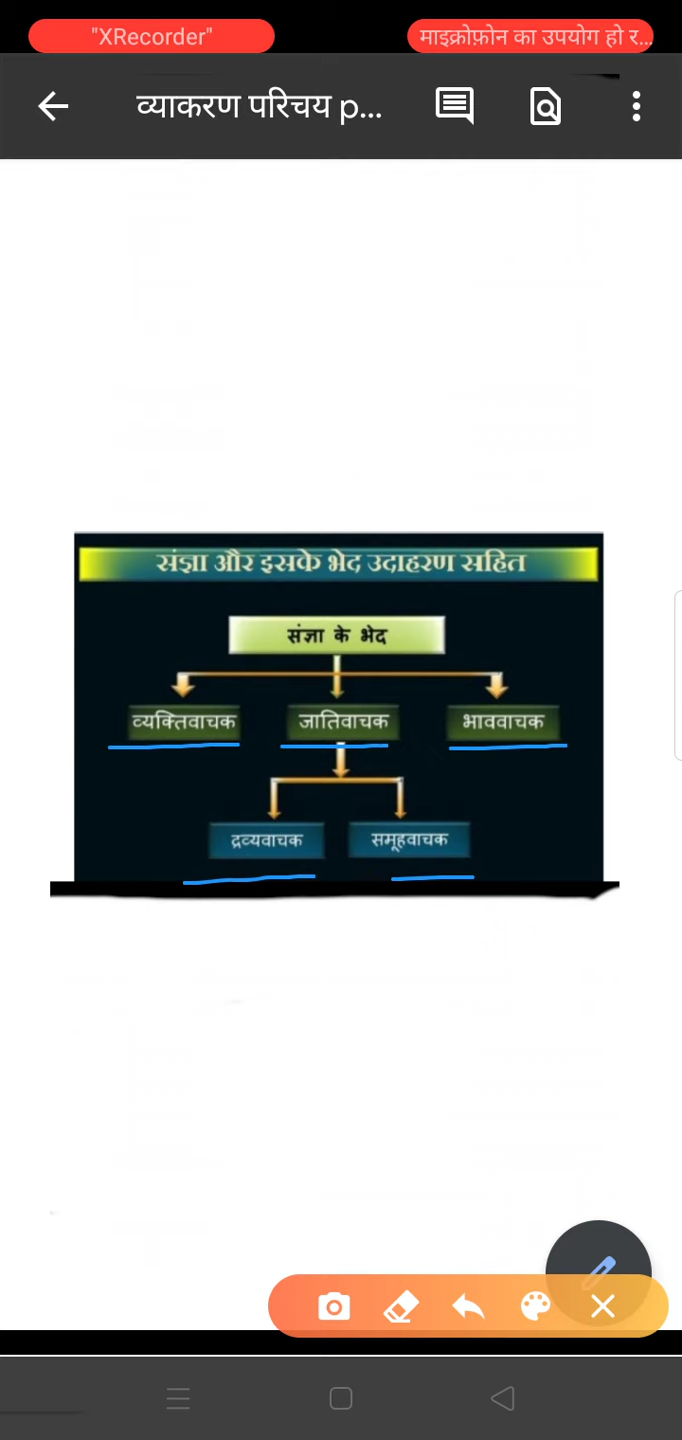 "XRecorder"
माइक्रोफ़ोन का उपयोग हो र...
व्याकरण परिचय p...
संज्ञा और इसके भेद उदाहरण सहित
संज्ञा के भेद
व्यक्तिवाचक
जातिवाचक
भाववाचक
द्रव्यवाचक
समूहवाचक